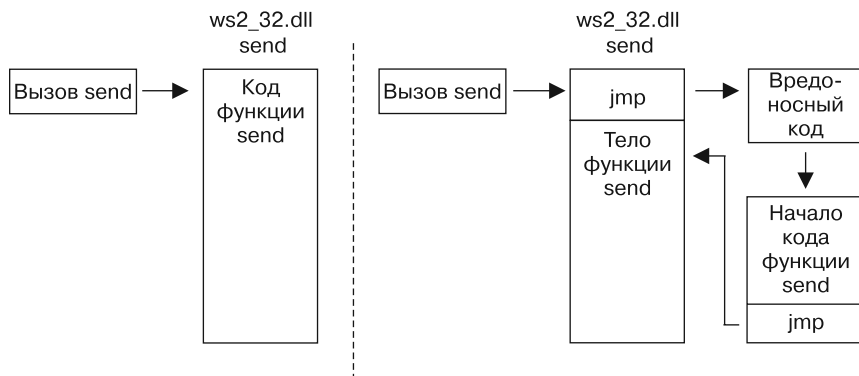 ws2_32.dll
send
Вызов send
Код
функции
send
ws2_32.dll
send
Вызов send
jmp
Тело
функции
send
Вредо-
носный
код
Начало
кода
функции
send
jmp